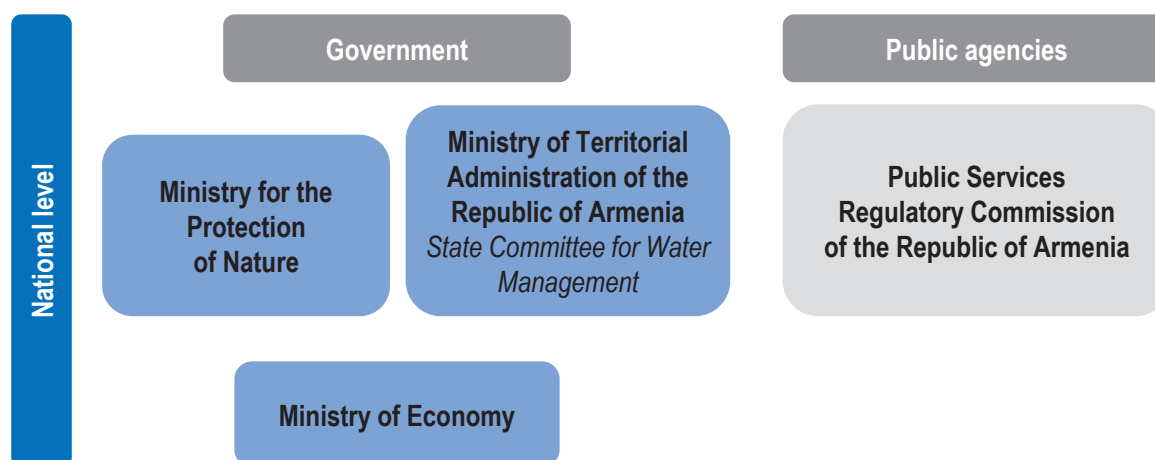 National level
Government
Public agencies
Ministry for the
Protection
of Nature
Ministry of Territorial
Administration of the
Republic of Armenia
State Committee for Water
Management
Public Services
Regulatory Commission
of the Republic of Armenia
Ministry of Economy